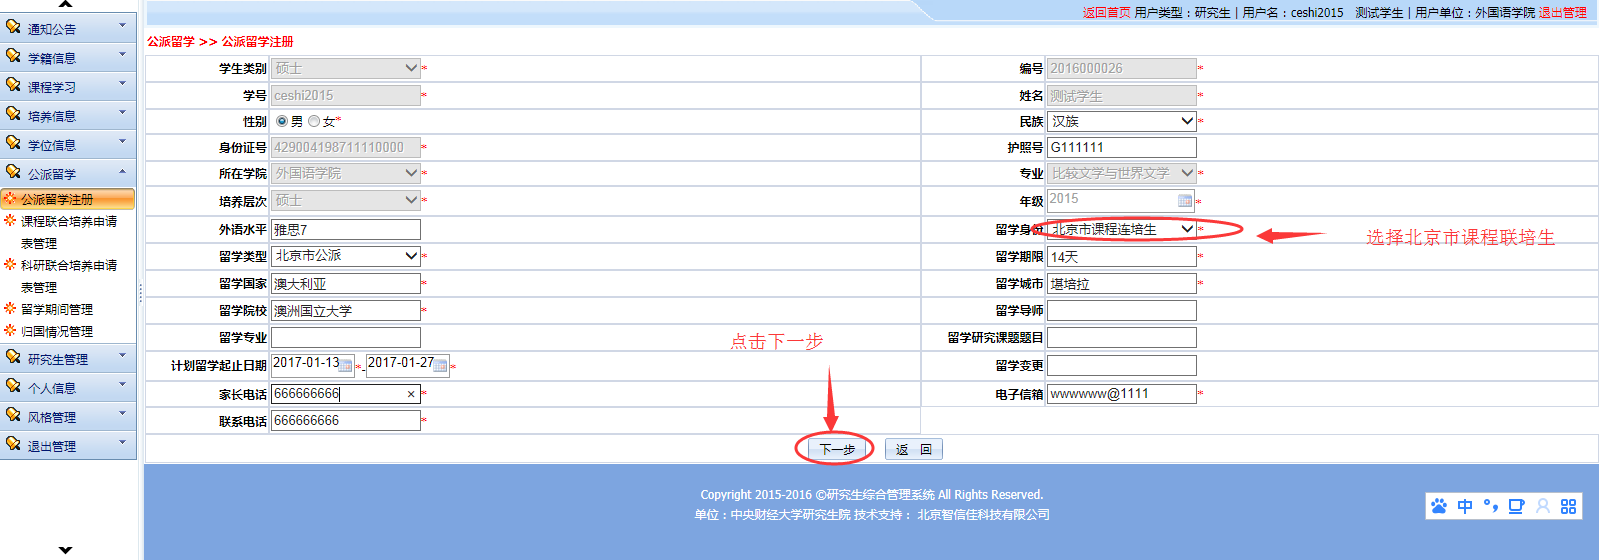 返回首页 用户类型：研究生 | 用户名：ceshi2015 测试学生 | 用户单位：外国语学院 退出管理
通知公告
学籍信息
课程学习
培养信息
学位信息
公派留学
公派留学注册
课程联合培养申请
表管理
科研联合培养申请
表管理
留学期间管理
归国情况管理
研究生管理
个人信息
风格管理
退出管理
公派留学 >> 公派留学注册
学生类别 硕士 * 编号 2016000026 *
学号 ceshi2015 * 姓名 测试学生 *
性别 男 女* 民族 汉族 *
身份证号 429004198711110000 * 护照号 G111111
所在学院 外国语学院 * 专业 比较文学与世界文学 *
培养层次 硕士 * 年级 2015 *
外语水平 雅思7 留学身份 北京市课程连培生 * 选择北京市课程联培生
留学类型 北京市公派 * 留学期限 14天 *
留学国家 澳大利亚 * 留学城市 堪培拉 *
留学院校 澳洲国立大学 * 留学导师
留学专业 留学研究课题题目
点击下一步
计划留学起止日期 2017-01-13 *- 2017-01-27 * 留学变更
家长电话 666666666 × * 电子信箱 wwwwww@1111 *
联系电话 666666666 *
下一步 返 回
Copyright 2015-2016 ©研究生综合管理系统 All Rights Reserved.
单位：中央财经大学研究生院 技术支持： 北京智信佳科技有限公司
中 °,